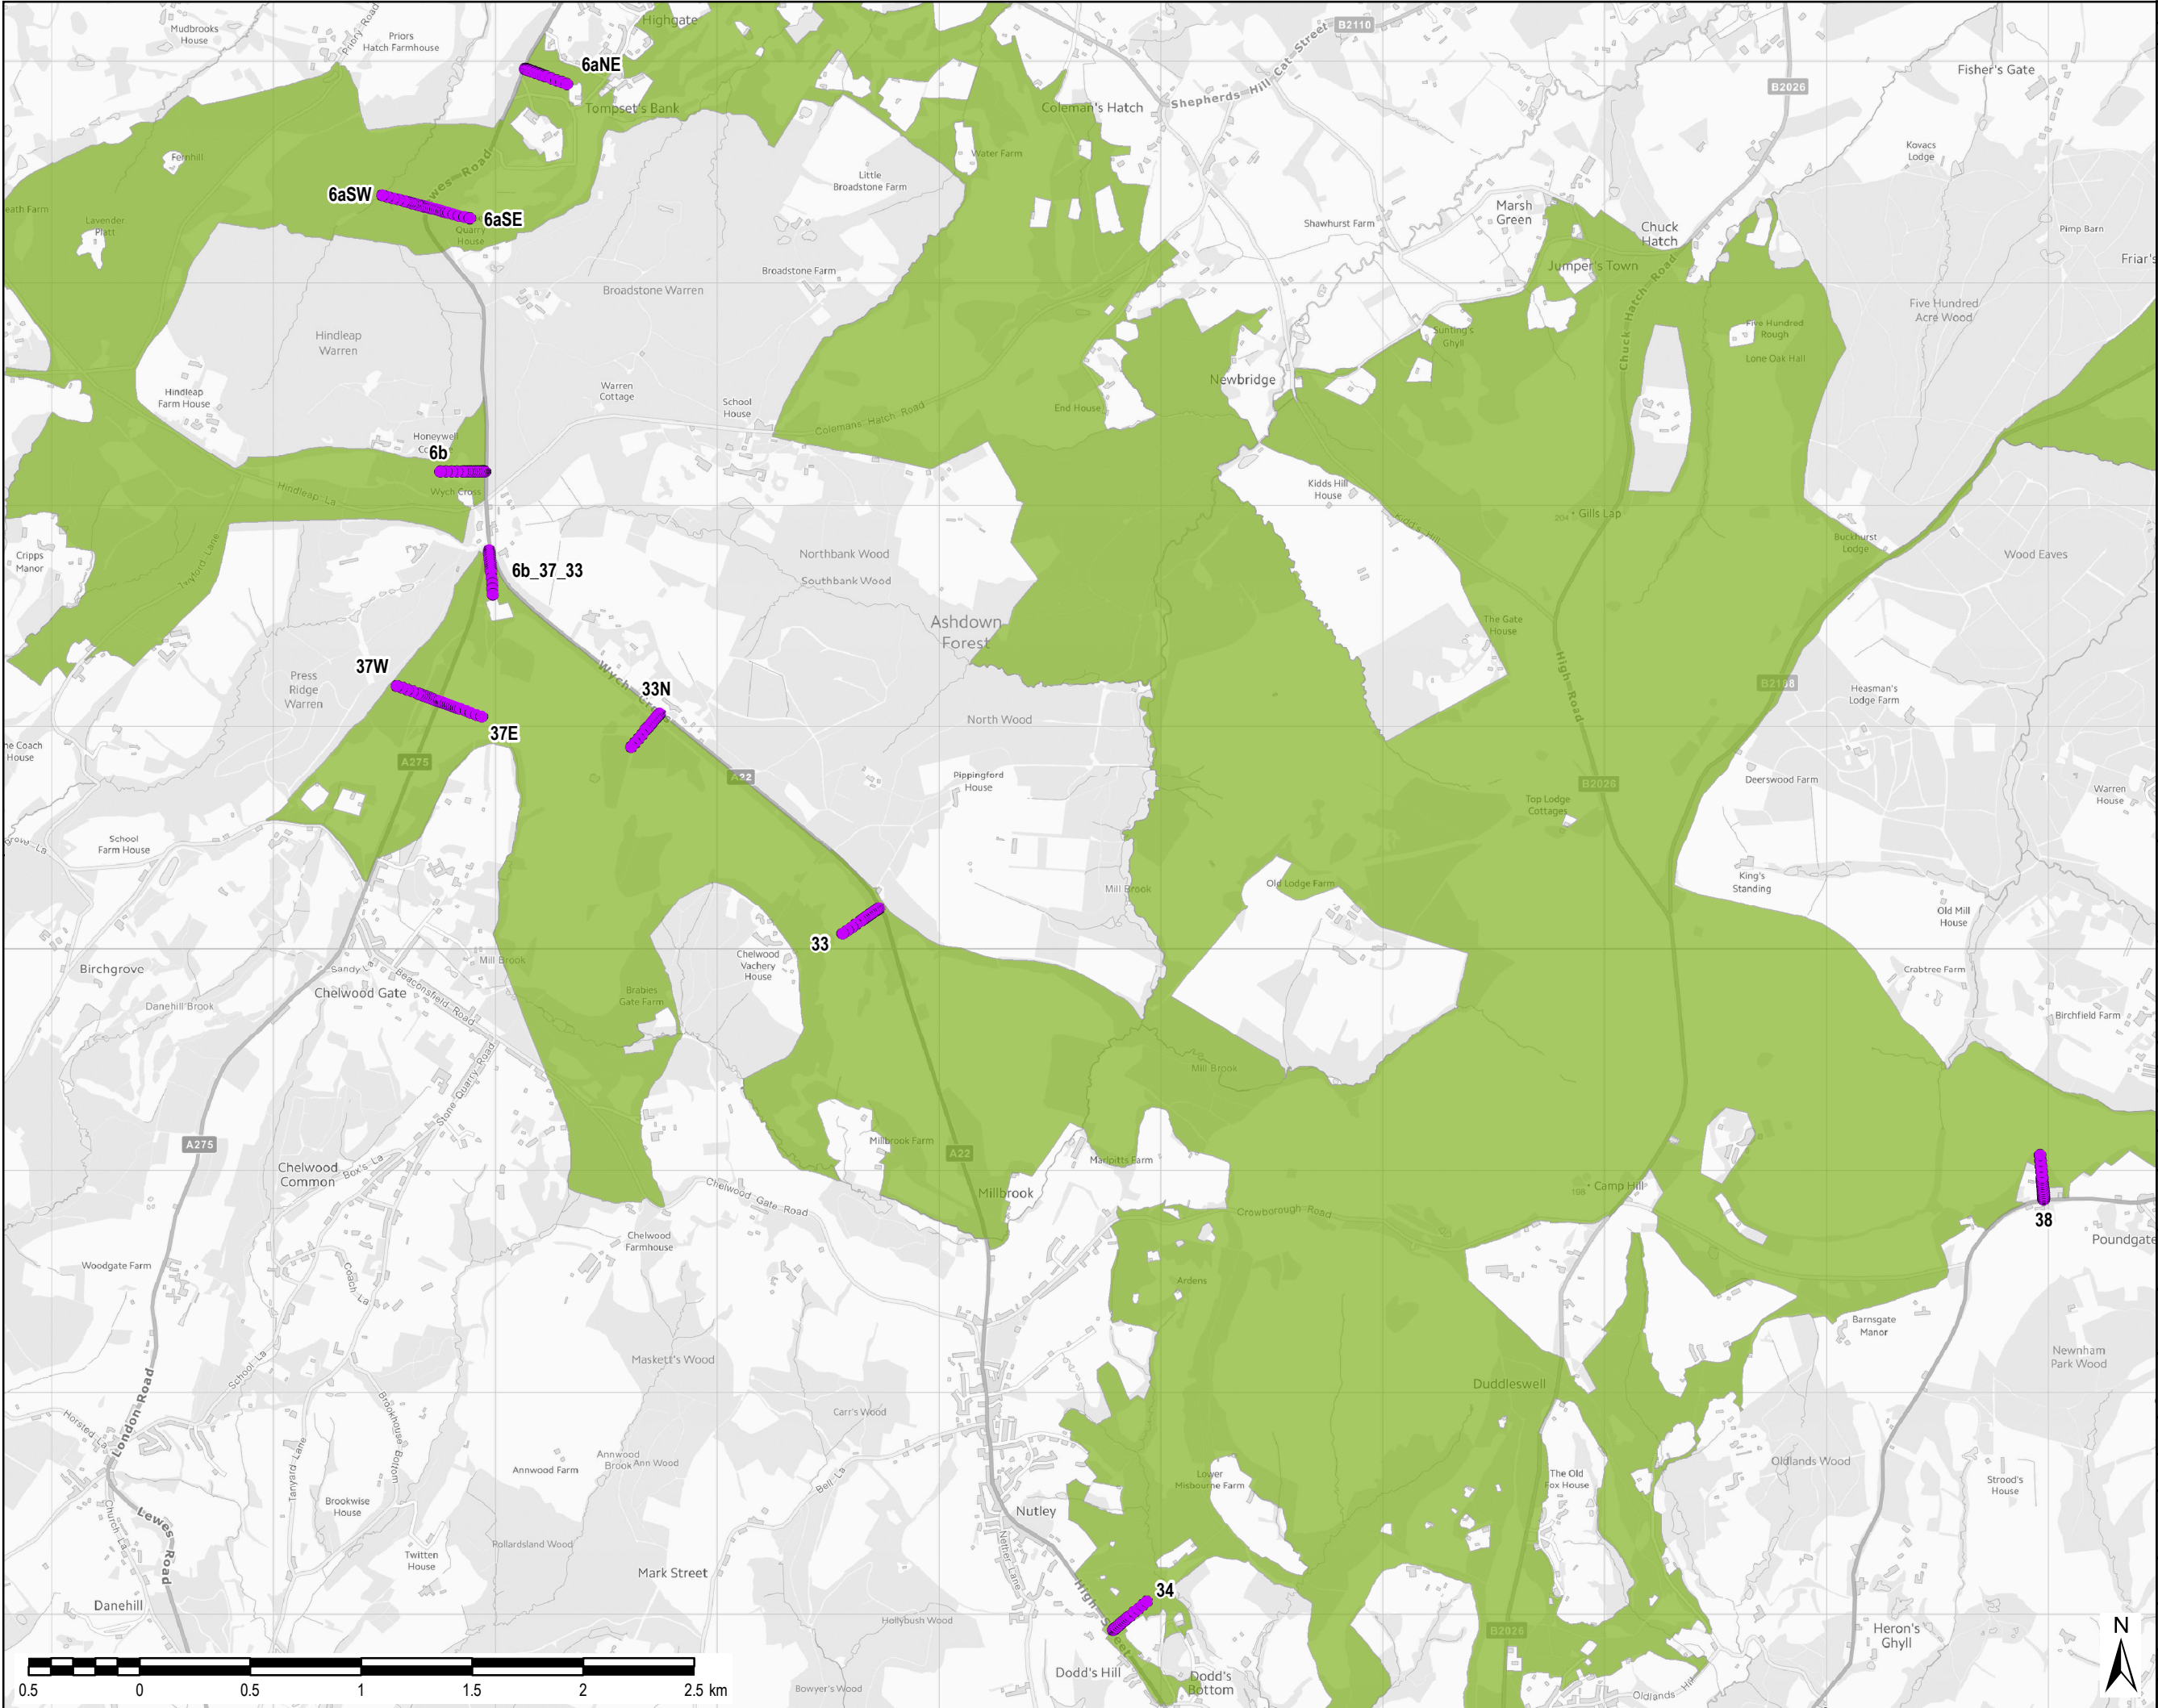 Mudbrooks
House
Priory Road
Priors
Hatch Farmhouse
Highgate
6aNE
Tompset's Bank
B2110
Shepherds Hill Cat Street
Coleman's Hatch
B2026
Fisher's Gate
Fernhill
Water Farm
Little
Broadstone Farm
Kovacs
Lodge
6aSW
6aSE
Quarry
House
Lavender
Platt
Marsh
Green
Shawhurst Farm
Chuck
Hatch
Pimp Barn
Jumper's Town
Broadstone Farm
Broadstone Warren
Chuck Hatch Road
Five Hundred
Acre Wood
Five Hundred
Rough
Lone Oak Hall
Sunting's
Ghyll
Hindleap
Warren
Hindleap
Farm House
Warren
Cottage
School
House
Newbridge
End House
Colemans Hatch Road
Honeywell
6b
Wych Cross
Hindleap La
Kidds Hill
House
Kidd's Hill
204
Gills Lap
Buckhurst
Lodge
Wood Eaves
Cripps
Manor
Northbank Wood
Southbank Wood
6b_37_33
Ashdown
Forest
The Gate
House
37W
Press
Ridge
Warren
Wych Cross
33N
High Road
B2188
Heasman's
Lodge Farm
North Wood
37E
A275
A22
Pippingford
House
B2026
Deerswood Farm
Top Lodge
Cottages
Warren
House
School
Farm House
Mill Brook
Old Lodge Farm
King's
Standing
Old Mill
House
33
Chelwood
Vachery
House
Mill Brook
Birchgrove
Sandy La
Beaconsfield Road
Chelwood Gate
Danehill Brook
Crabtree Farm
Brabies
Gate Farm
Birchfield Farm
Stone Quarry Road
Mill Brook
A275
Millbrook Farm
A22
Marlpitts Farm
Chelwood
Common
Box's La
Chelwood Gate Road
Millbrook
Crowborough Road
196
Camp Hill
38
Poundgate
Chelwood
Farmhouse
Woodgate Farm
Coach La
Ardens
Barnsgate
Manor
Newnham
Park Wood
School La
Maskett's Wood
Duddleswell
London Road
Horsted La
Brookhouse Bottom
Tanyard Lane
Carr's Wood
Annwood
Brook
Ann Wood
Annwood Farm
Bell La
Lower
Misbourne Farm
The Old
Fox House
Oldlands Wood
Strood's
House
Brookwise
House
Church La
Lewes Road
Nutley
Nether Lane
Pollardsland Wood
Twitten
House
Mark Street
34
High Street
Danehill
Hollybush Wood
B2026
Heron's
Ghyll
N
Dodd's Hill
Dodd's
Bottom
Bowyer's Wood
Oldlands Hill
0.5 0 0.5 1 1.5 2 2.5 km